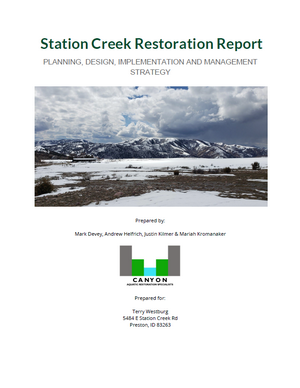 Station Creek Restoration Report
PLANNING, DESIGN, IMPLEMENTATION AND MANAGEMENT
STRATEGY
Prepared by:
Mark Devey, Andrew Helfrich, Justin Kilmer & Mariah Kromanaker
CANYON
AQUATIC RESTORATION SPECIALISTS
Prepared for:
Terry Westburg
5484 E Station Creek Rd
Preston, ID 83263